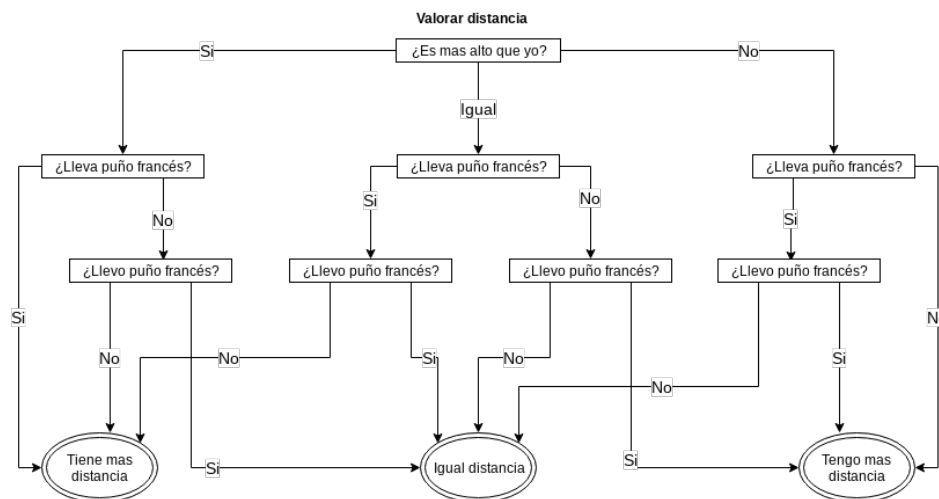 Valorar distancia
¿Es mas alto que yo?
Si
No
Igual
¿Lleva puño francés?
¿Lleva puño francés?
¿Lleva puño francés?
Si
No
No
Si
¿Llevo puño francés?
¿Llevo puño francés?
¿Llevo puño francés?
¿Llevo puño francés?
Si
N
No
No
Si
No
Si
No
Si
Si
Tiene mas
distancia
Igual distancia
Tengo mas
distancia